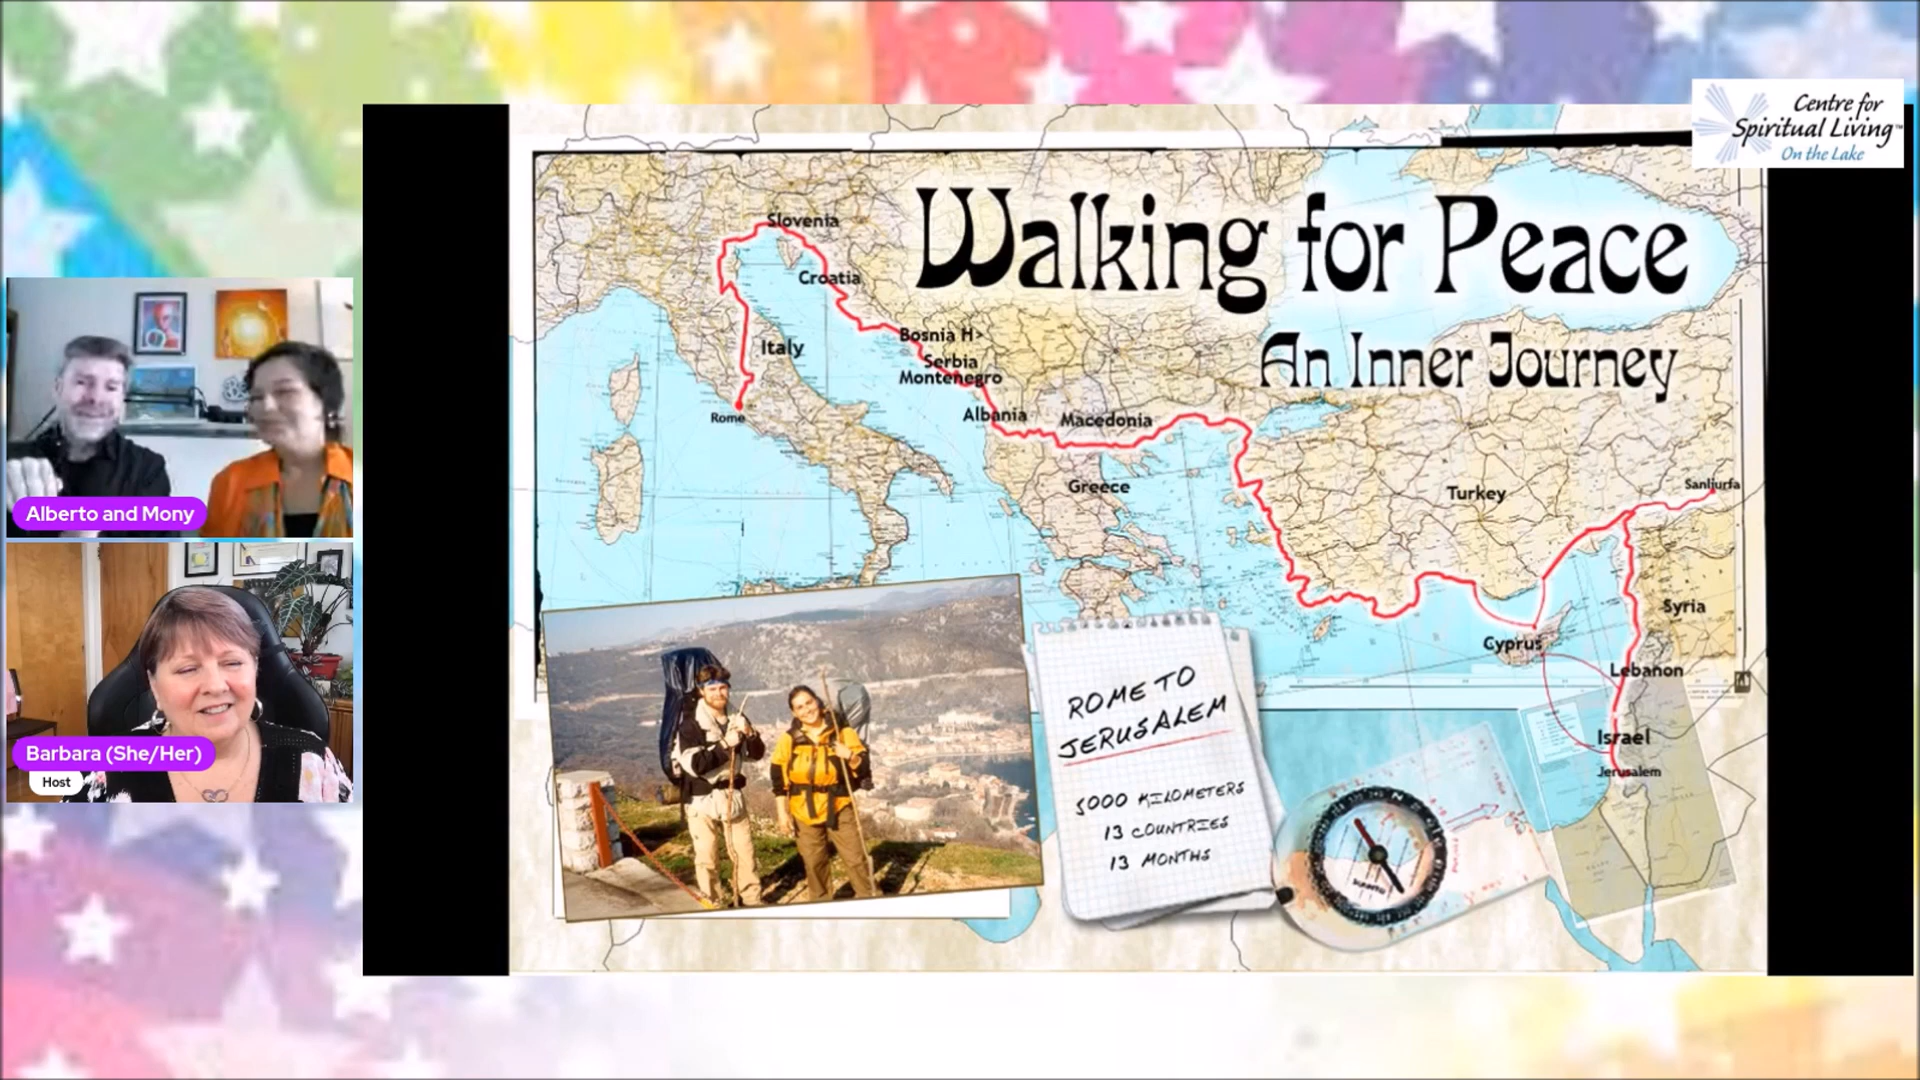 Centre for
Spiritual Living™
On the Lake
Walking for Peace
An Inner Journey
Slovenia
Croatia
Bosnia H>
Serbia
Montenegro
Italy
Rome
Albania
Macedonia
Greece
Turkey
Sanliurfa
Syria
Cyprus
Lebanon
Israel
Jerusalem
ROME TO
JERUSALEM
5000 KILOMETERS
13 COUNTRIES
13 MONTHS
N
SUUNTO
Alberto and Mony
Barbara (She/Her)
Host